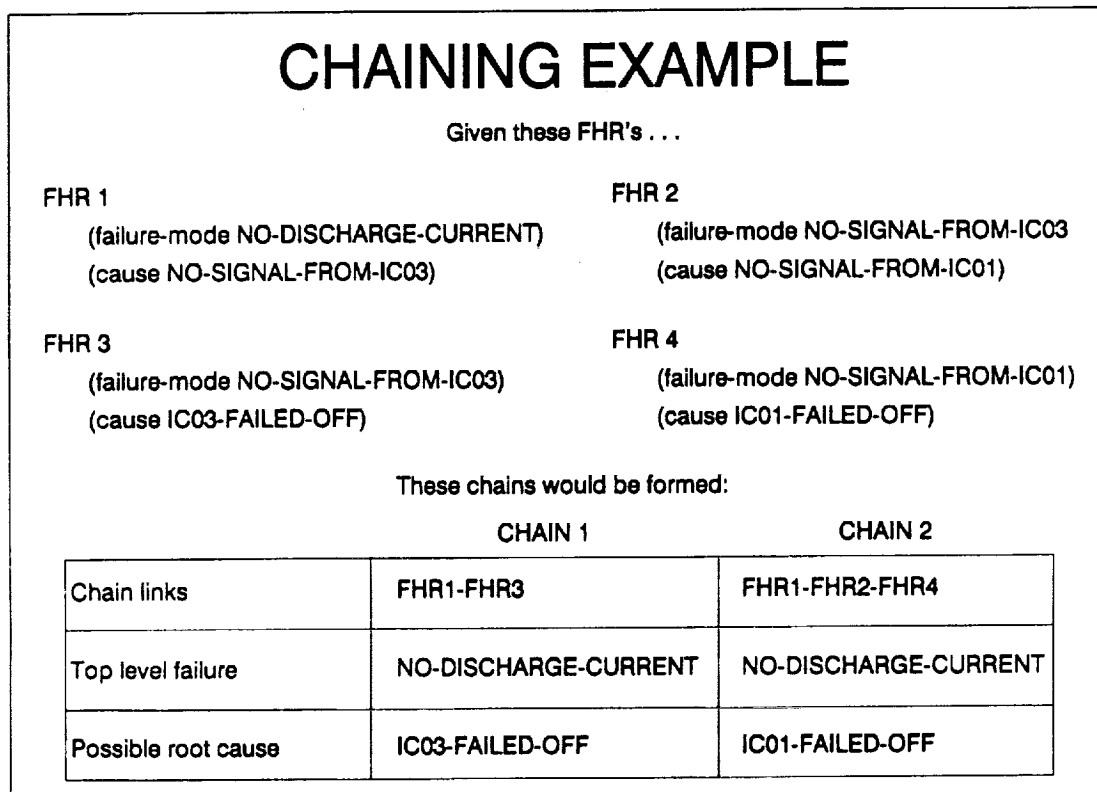 CHAINING EXAMPLE
Given these FHR's . . .
FHR 1
(failure-mode NO-DISCHARGE-CURRENT)
(cause NO-SIGNAL-FROM-IC03)
FHR 2
(failure-mode NO-SIGNAL-FROM-IC03
(cause NO-SIGNAL-FROM-IC01)
FHR 3
(failure-mode NO-SIGNAL-FROM-IC03)
(cause IC03-FAILED-OFF)
FHR 4
(failure-mode NO-SIGNAL-FROM-IC01)
(cause IC01-FAILED-OFF)
These chains would be formed:
CHAIN 1 CHAIN 2
Chain links FHR1-FHR3 FHR1-FHR2-FHR4
Top level failure NO-DISCHARGE-CURRENT NO-DISCHARGE-CURRENT
Possible root cause IC03-FAILED-OFF IC01-FAILED-OFF